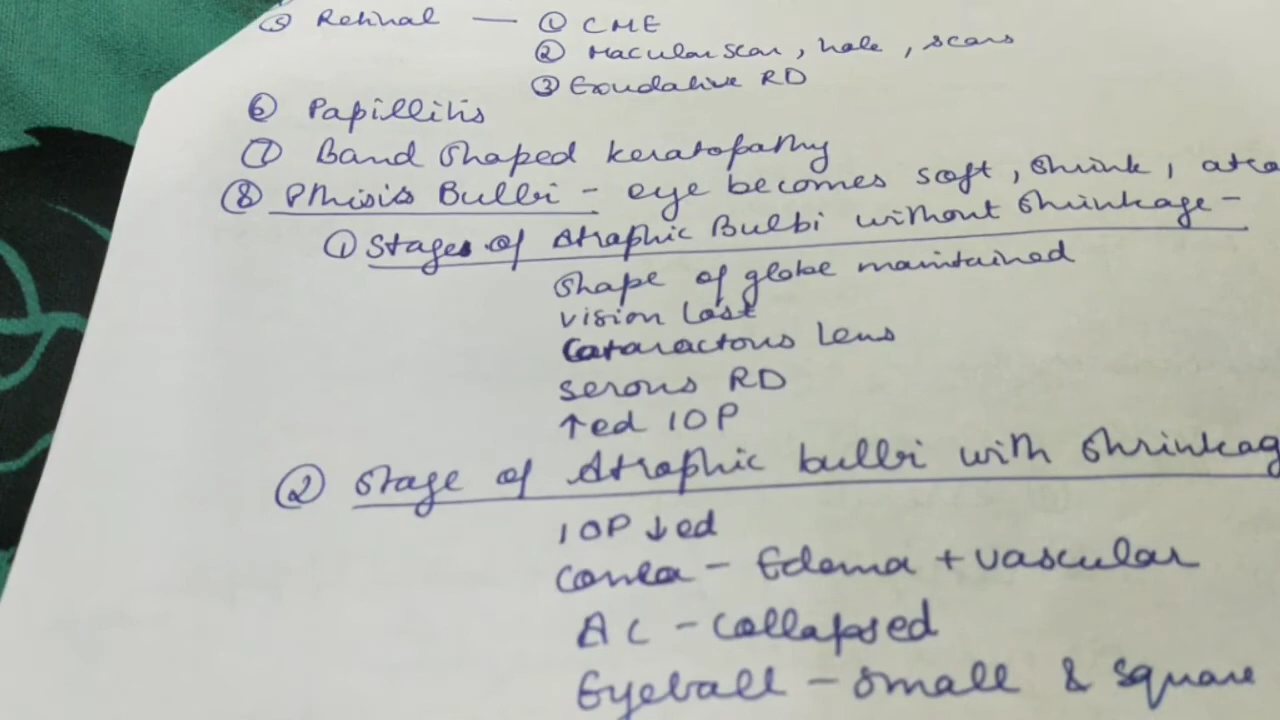 ⑤ Retinal — ① CME
② Macular scar, hole, scars
③ Exudative RD
⑥ Papillitis
⑦ Band shaped keratopathy
⑧ Phisis Bulbi - eye becomes soft, shrink,
① Stages of Atrophic Bulbi without shrinkage -
shape of globe maintained
vision lost
Cataractous Lens
serous RD
↑ed IOP
② Stage of Atrophic bulbi with shrinkag
IOP ↓ed
Cornea - Edema + vascular
AC - Collapsed
Eyeball - small & square